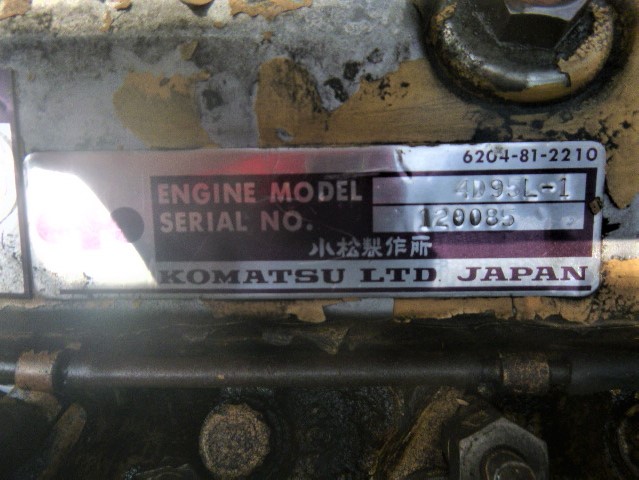 6204-81-2210
ENGINE MODEL 4D95L-1
SERIAL NO. 120085
小松製作所
KOMATSU LTD. JAPAN